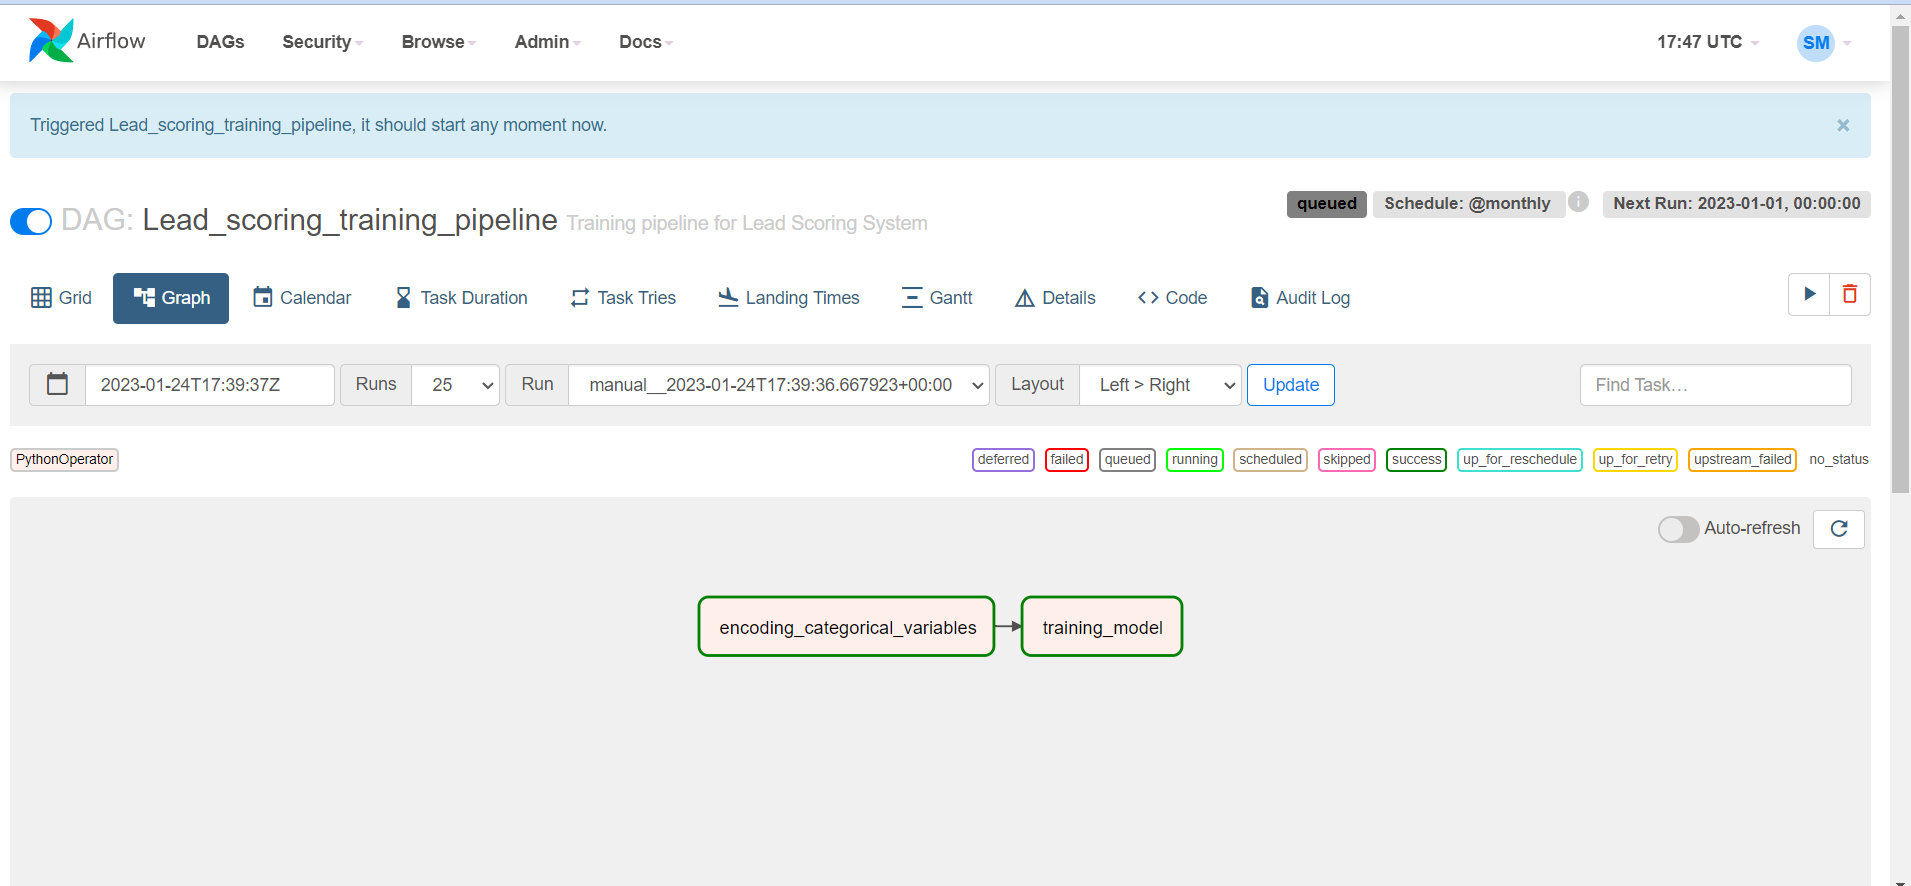 Airflow DAGs Security Browse Admin Docs 17:47 UTC SM
Triggered Lead_scoring_training_pipeline, it should start any moment now. ×
DAG: Lead_scoring_training_pipeline Training pipeline for Lead Scoring System queued Schedule: @monthly i Next Run: 2023-01-01, 00:00:00
Grid Graph Calendar Task Duration Task Tries Landing Times Gantt Details Code Audit Log
2023-01-24T17:39:37Z Runs 25 Run manual__2023-01-24T17:39:36.667923+00:00 Layout Left > Right Update Find Task…
PythonOperator deferred failed queued running scheduled skipped success up_for_reschedule up_for_retry upstream_failed no_status
Auto-refresh
encoding_categorical_variables training_model